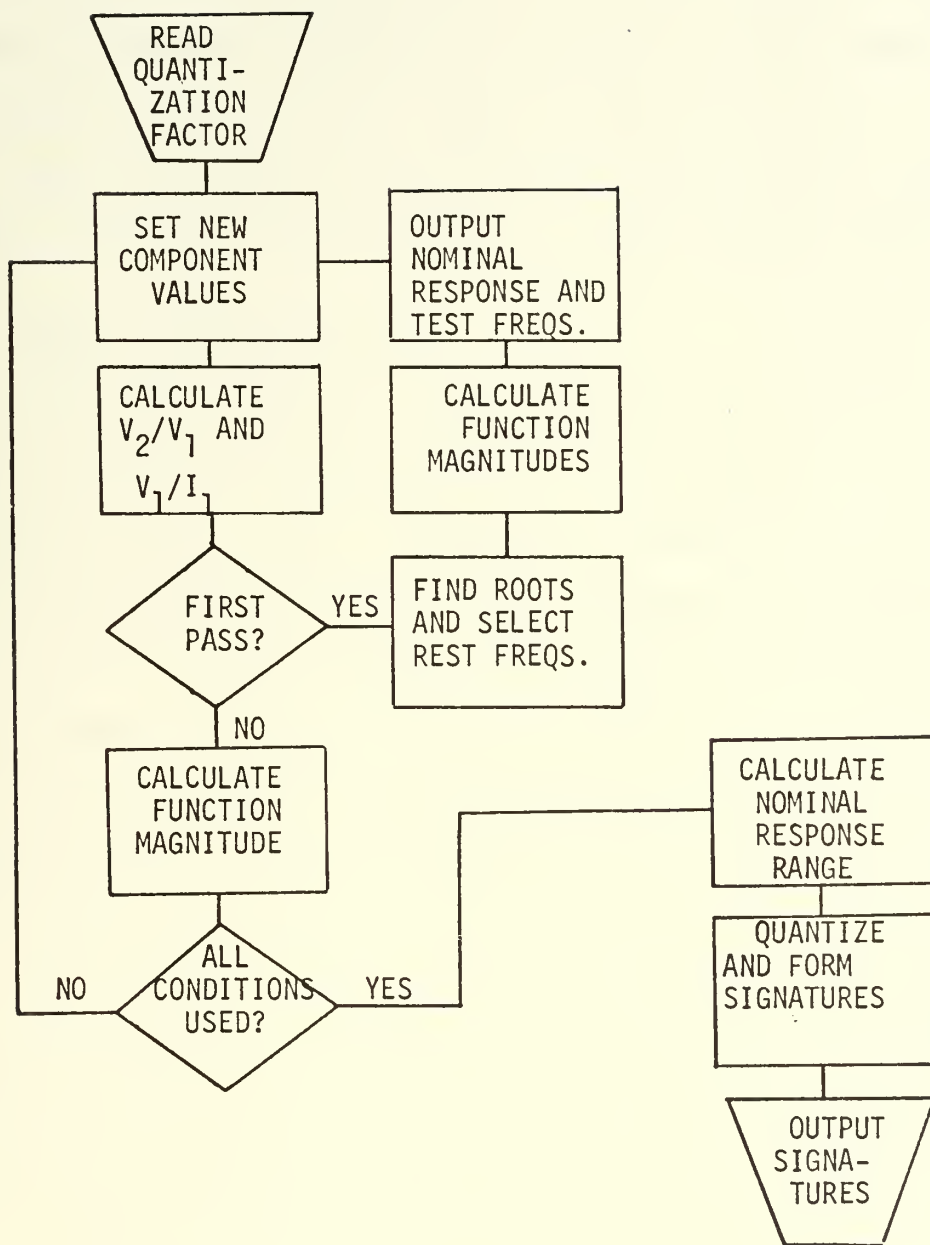 READ
QUANTI-
ZATION
FACTOR
SET NEW
COMPONENT
VALUES
OUTPUT
NOMINAL
RESPONSE AND
TEST FREQS.
CALCULATE
V2/V1 AND
V1/I1
CALCULATE
FUNCTION
MAGNITUDES
FIRST
PASS?
YES
FIND ROOTS
AND SELECT
REST FREQS.
NO
CALCULATE
FUNCTION
MAGNITUDE
ALL
CONDITIONS
USED?
NO
YES
CALCULATE
NOMINAL
RESPONSE
RANGE
QUANTIZE
AND FORM
SIGNATURES
OUTPUT
SIGNA-
TURES